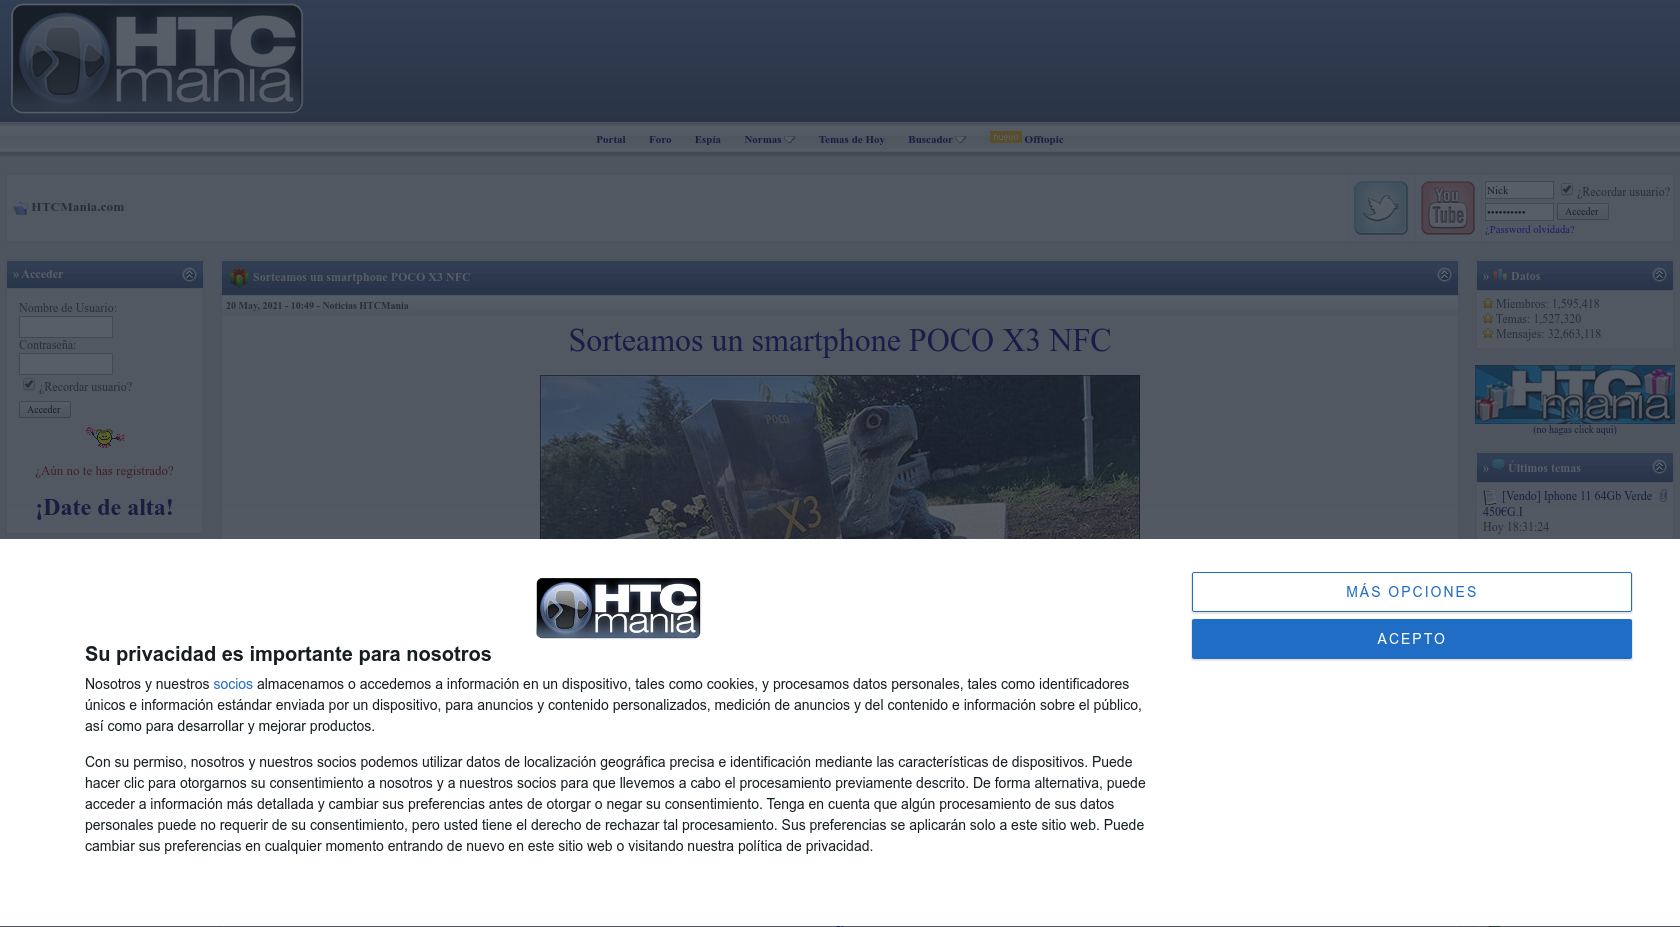 HTC
mania
Portal Foro Espía Normas Temas de Hoy Buscador nuevo Offtopic
HTCMania.com
You
Tube
Nick ¿Recordar usuario?
•••••••••• Acceder
¿Password olvidada?
» Acceder
Nombre de Usuario:
Contraseña:
¿Recordar usuario?
Acceder
¿Aún no te has registrado?
¡Date de alta!
Sorteamos un smartphone POCO X3 NFC
20 May, 2021 - 10:49 - Noticias HTCMania
Sorteamos un smartphone POCO X3 NFC
POCO
X3
» Datos
Miembros: 1,595,418
Temas: 1,527,320
Mensajes: 32,663,118
HTC
mania
(no hagas click aquí)
» Últimos temas
[Vendo] Iphone 11 64Gb Verde
450€G.I
Hoy 18:31:24
HTC
mania
Su privacidad es importante para nosotros
Nosotros y nuestros socios almacenamos o accedemos a información en un dispositivo, tales como cookies, y procesamos datos personales, tales como identificadores
únicos e información estándar enviada por un dispositivo, para anuncios y contenido personalizados, medición de anuncios y del contenido e información sobre el público,
así como para desarrollar y mejorar productos.
Con su permiso, nosotros y nuestros socios podemos utilizar datos de localización geográfica precisa e identificación mediante las características de dispositivos. Puede
hacer clic para otorgarnos su consentimiento a nosotros y a nuestros socios para que llevemos a cabo el procesamiento previamente descrito. De forma alternativa, puede
acceder a información más detallada y cambiar sus preferencias antes de otorgar o negar su consentimiento. Tenga en cuenta que algún procesamiento de sus datos
personales puede no requerir de su consentimiento, pero usted tiene el derecho de rechazar tal procesamiento. Sus preferencias se aplicarán solo a este sitio web. Puede
cambiar sus preferencias en cualquier momento entrando de nuevo en este sitio web o visitando nuestra política de privacidad.
MÁS OPCIONES
ACEPTO